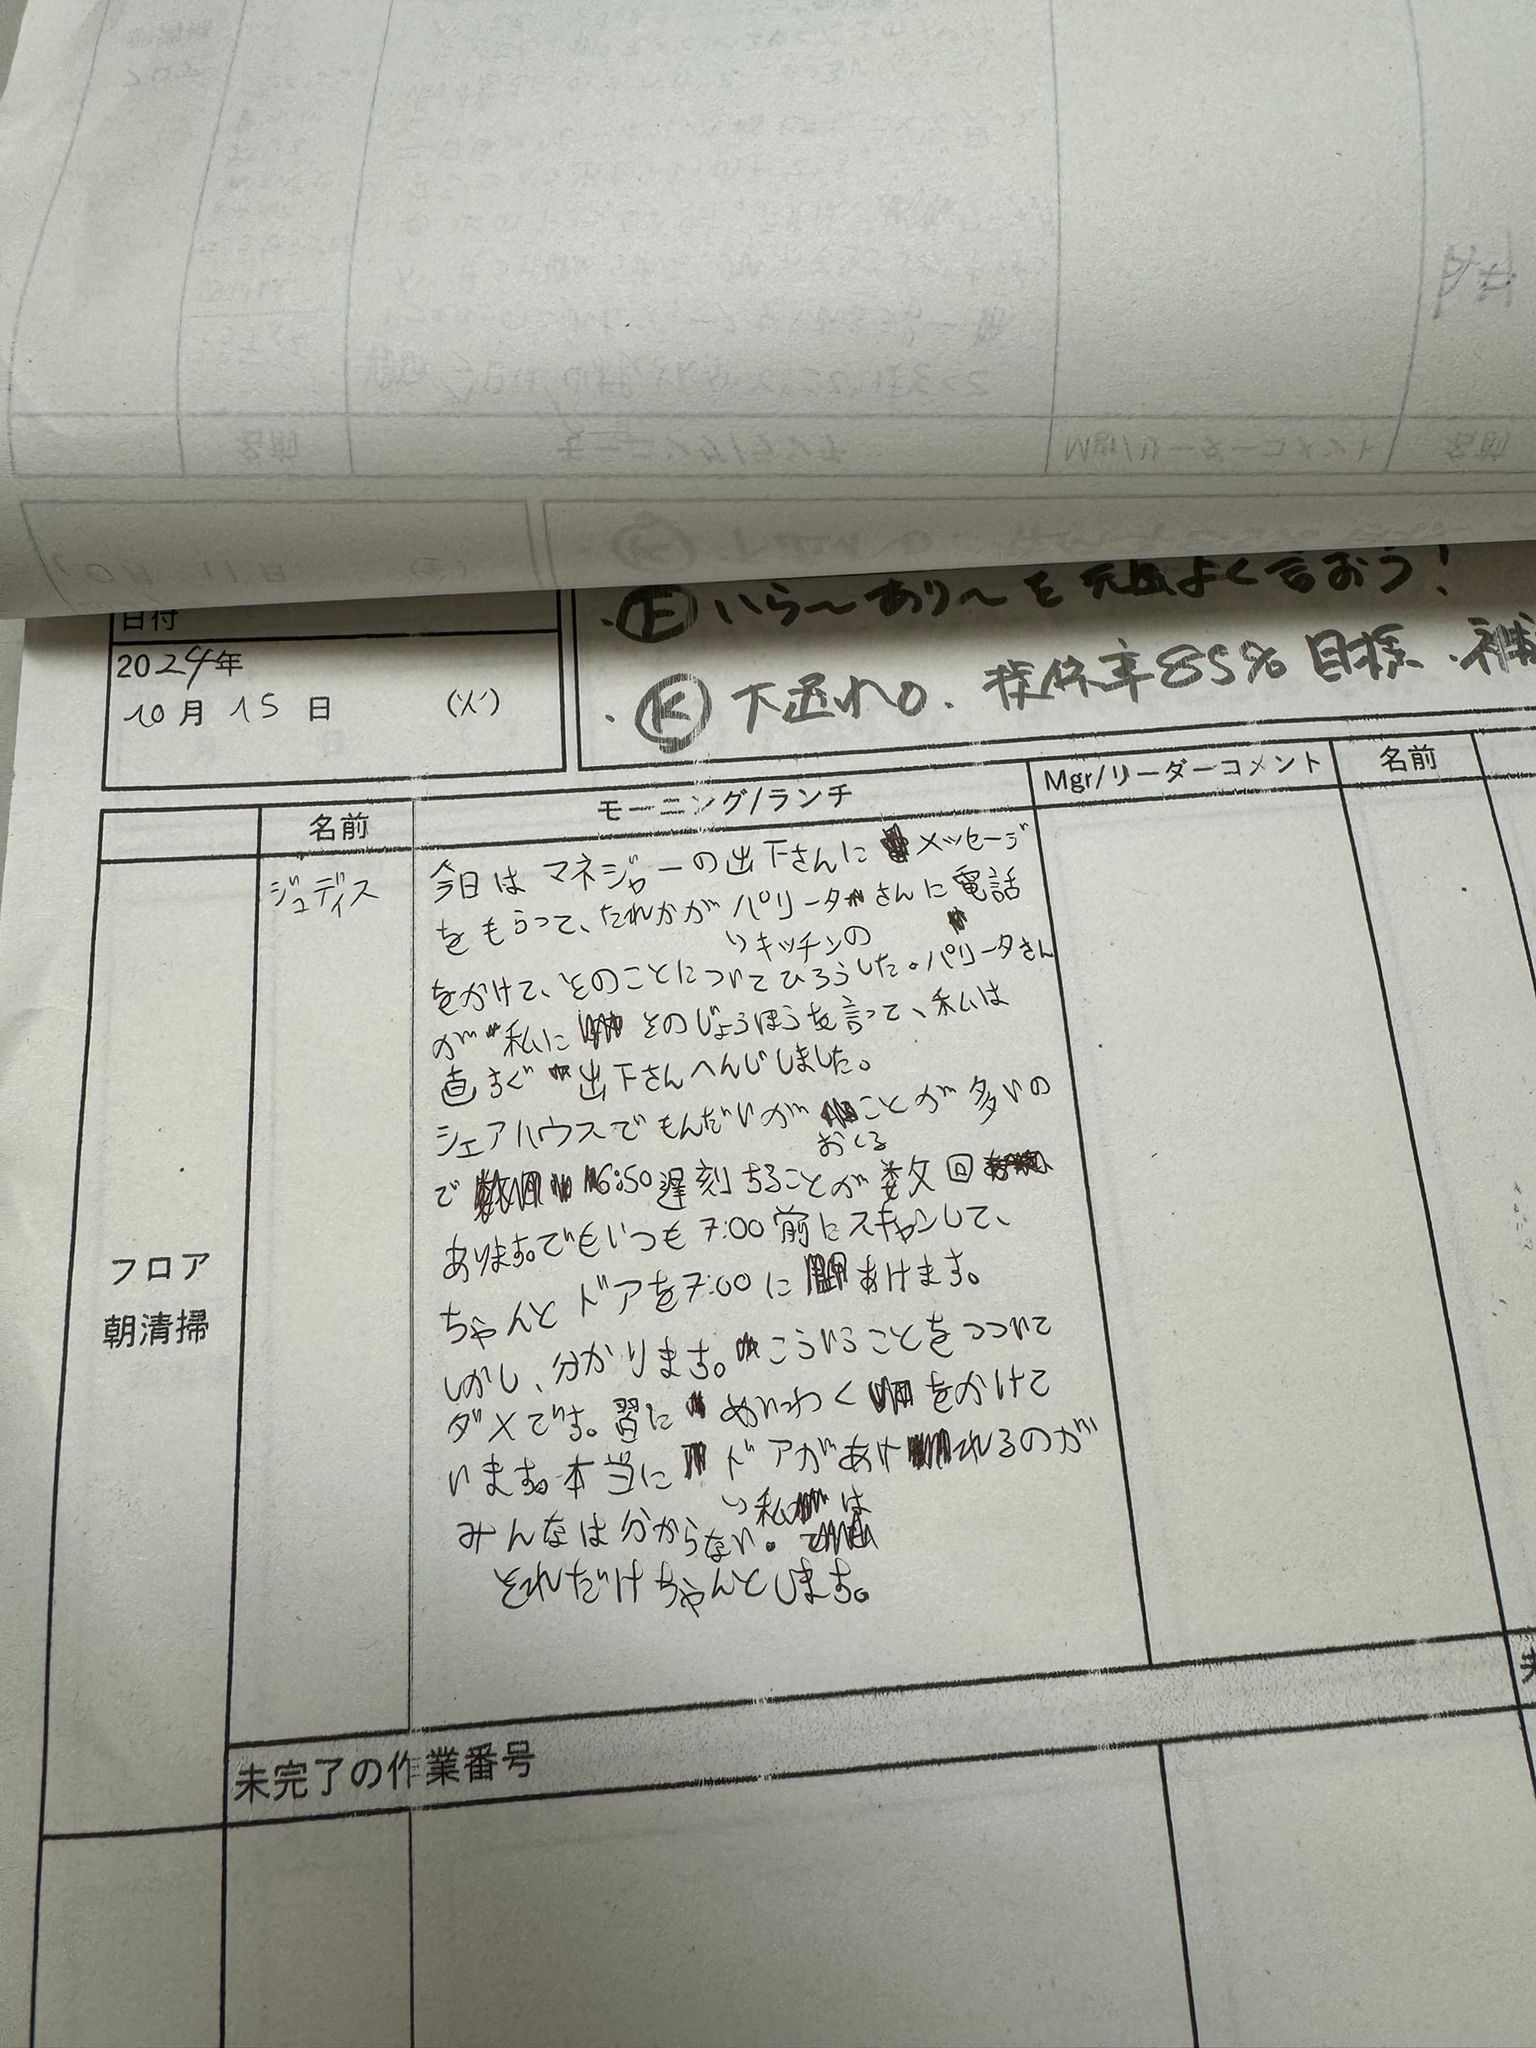 ・Ⓕ いら〜あり〜を元気よく言おう!
日付
2024年
10月15日 (火)
・Ⓚ 下送れ0. 提供率85%目標.
名前
モーニング/ランチ
Mgr/リーダーコメント
名前
ジュディス
今日はマネジャーの出下さんにメッセージ
をもらって、だれかがパリータさんに電話
キッチンの
をかけて、そのことについてひろうした。パリータさん
が私にそのじょうほうを言って、私は
直すぐ出下さんへんじしました。
シェアハウスでもんだいがことが多いの
おくる
で 6:50遅刻することが数回
あります。でもいつも7:00前にスキャンして、
ちゃんとドアを7:00にあけます。
しかし、分かります。こういうことをつづいて
ダメです。習にめいわくをかけて
います。本当にドアがあけれるのが
私は
みんなは分からない。
それだけちゃんとします。
フロア
朝清掃
未完了の作業番号